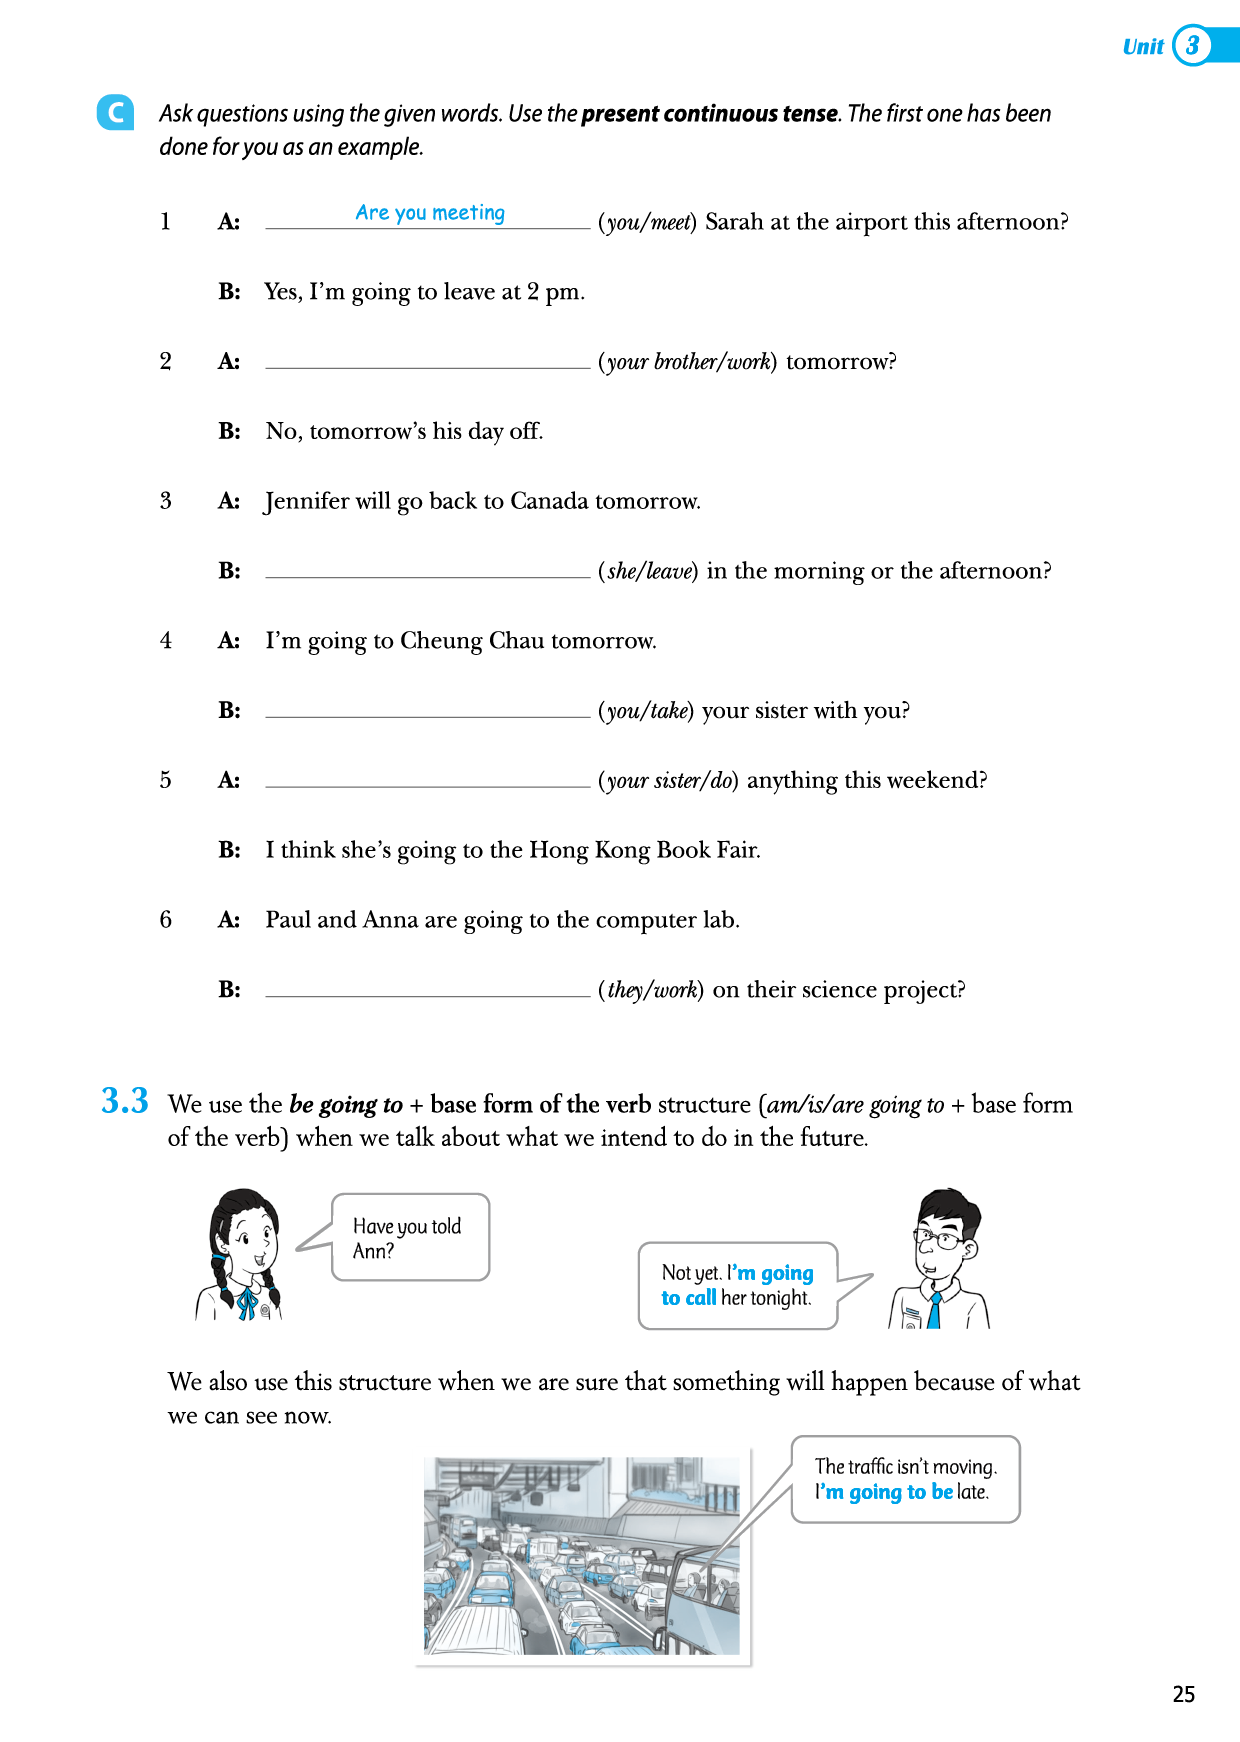 Unit 3
C Ask questions using the given words. Use the present continuous tense. The first one has been
done for you as an example.
1 A: Are you meeting (you/meet) Sarah at the airport this afternoon?
B: Yes, I'm going to leave at 2 pm.
2 A: (your brother/work) tomorrow?
B: No, tomorrow's his day off.
3 A: Jennifer will go back to Canada tomorrow.
B: (she/leave) in the morning or the afternoon?
4 A: I'm going to Cheung Chau tomorrow.
B: (you/take) your sister with you?
5 A: (your sister/do) anything this weekend?
B: I think she's going to the Hong Kong Book Fair.
6 A: Paul and Anna are going to the computer lab.
B: (they/work) on their science project?
3.3 We use the be going to + base form of the verb structure (am/is/are going to + base form
of the verb) when we talk about what we intend to do in the future.
Have you told
Ann?
Not yet. I'm going
to call her tonight.
We also use this structure when we are sure that something will happen because of what
we can see now.
The traffic isn't moving.
I'm going to be late.
25